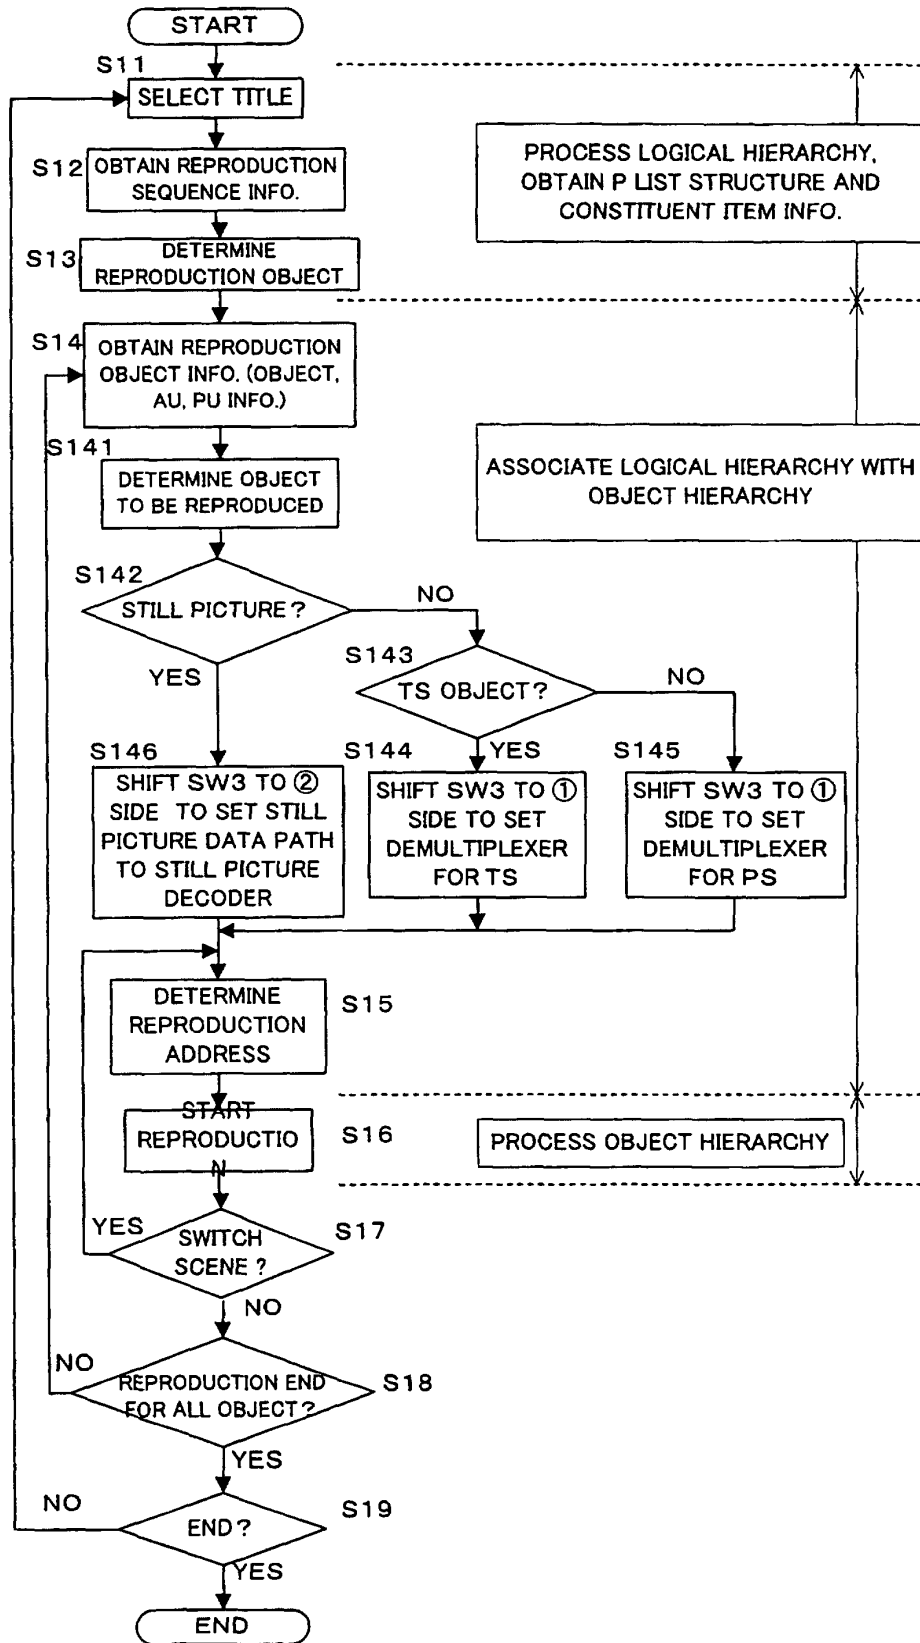 START
S11
SELECT TITLE
S12
OBTAIN REPRODUCTION
SEQUENCE INFO.
S13
DETERMINE
REPRODUCTION OBJECT
PROCESS LOGICAL HIERARCHY,
OBTAIN P LIST STRUCTURE AND
CONSTITUENT ITEM INFO.
S14
OBTAIN REPRODUCTION
OBJECT INFO. (OBJECT,
AU, PU INFO.)
S141
DETERMINE OBJECT
TO BE REPRODUCED
ASSOCIATE LOGICAL HIERARCHY WITH
OBJECT HIERARCHY
S142
STILL PICTURE?
NO
YES
S143
TS OBJECT?
NO
YES
S146
SHIFT SW3 TO ②
SIDE TO SET STILL
PICTURE DATA PATH
TO STILL PICTURE
DECODER
S144
SHIFT SW3 TO ①
SIDE TO SET
DEMULTIPLEXER
FOR TS
S145
SHIFT SW3 TO ①
SIDE TO SET
DEMULTIPLEXER
FOR PS
DETERMINE
REPRODUCTION
ADDRESS
S15
START
REPRODUCTIO
N
S16
PROCESS OBJECT HIERARCHY
YES
SWITCH
SCENE?
S17
NO
NO
REPRODUCTION END
FOR ALL OBJECT?
S18
YES
NO
END?
S19
YES
END